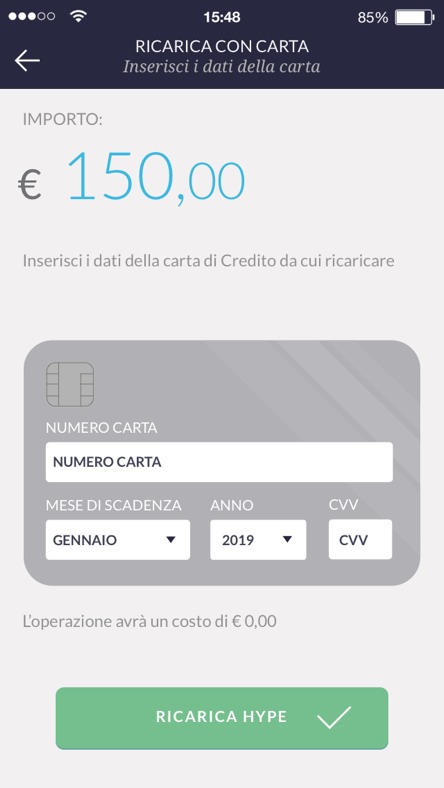 15:48
85%
RICARICA CON CARTA
Inserisci i dati della carta
IMPORTO:
€ 150,00
Inserisci i dati della carta di Credito da cui ricaricare
NUMERO CARTA
NUMERO CARTA
MESE DI SCADENZA ANNO CVV
GENNAIO 2019 CVV
L'operazione avrà un costo di € 0,00
RICARICA HYPE